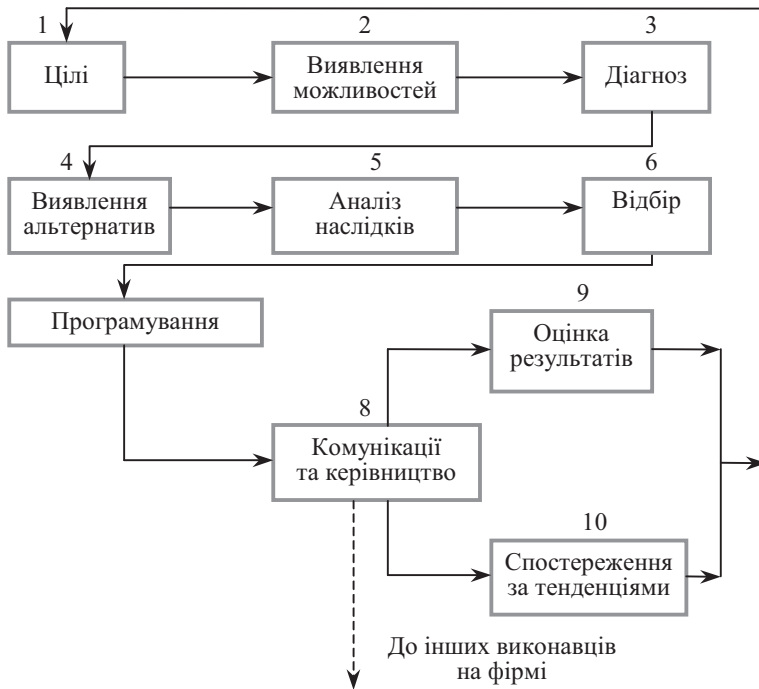 1
Цілі
2
Виявлення
можливостей
3
Діагноз
4
Виявлення
альтернатив
5
Аналіз
наслідків
6
Відбір
Програмування
8
Комунікації
та керівництво
9
Оцінка
результатів
10
Спостереження
за тенденціями
До інших виконавців
на фірмі